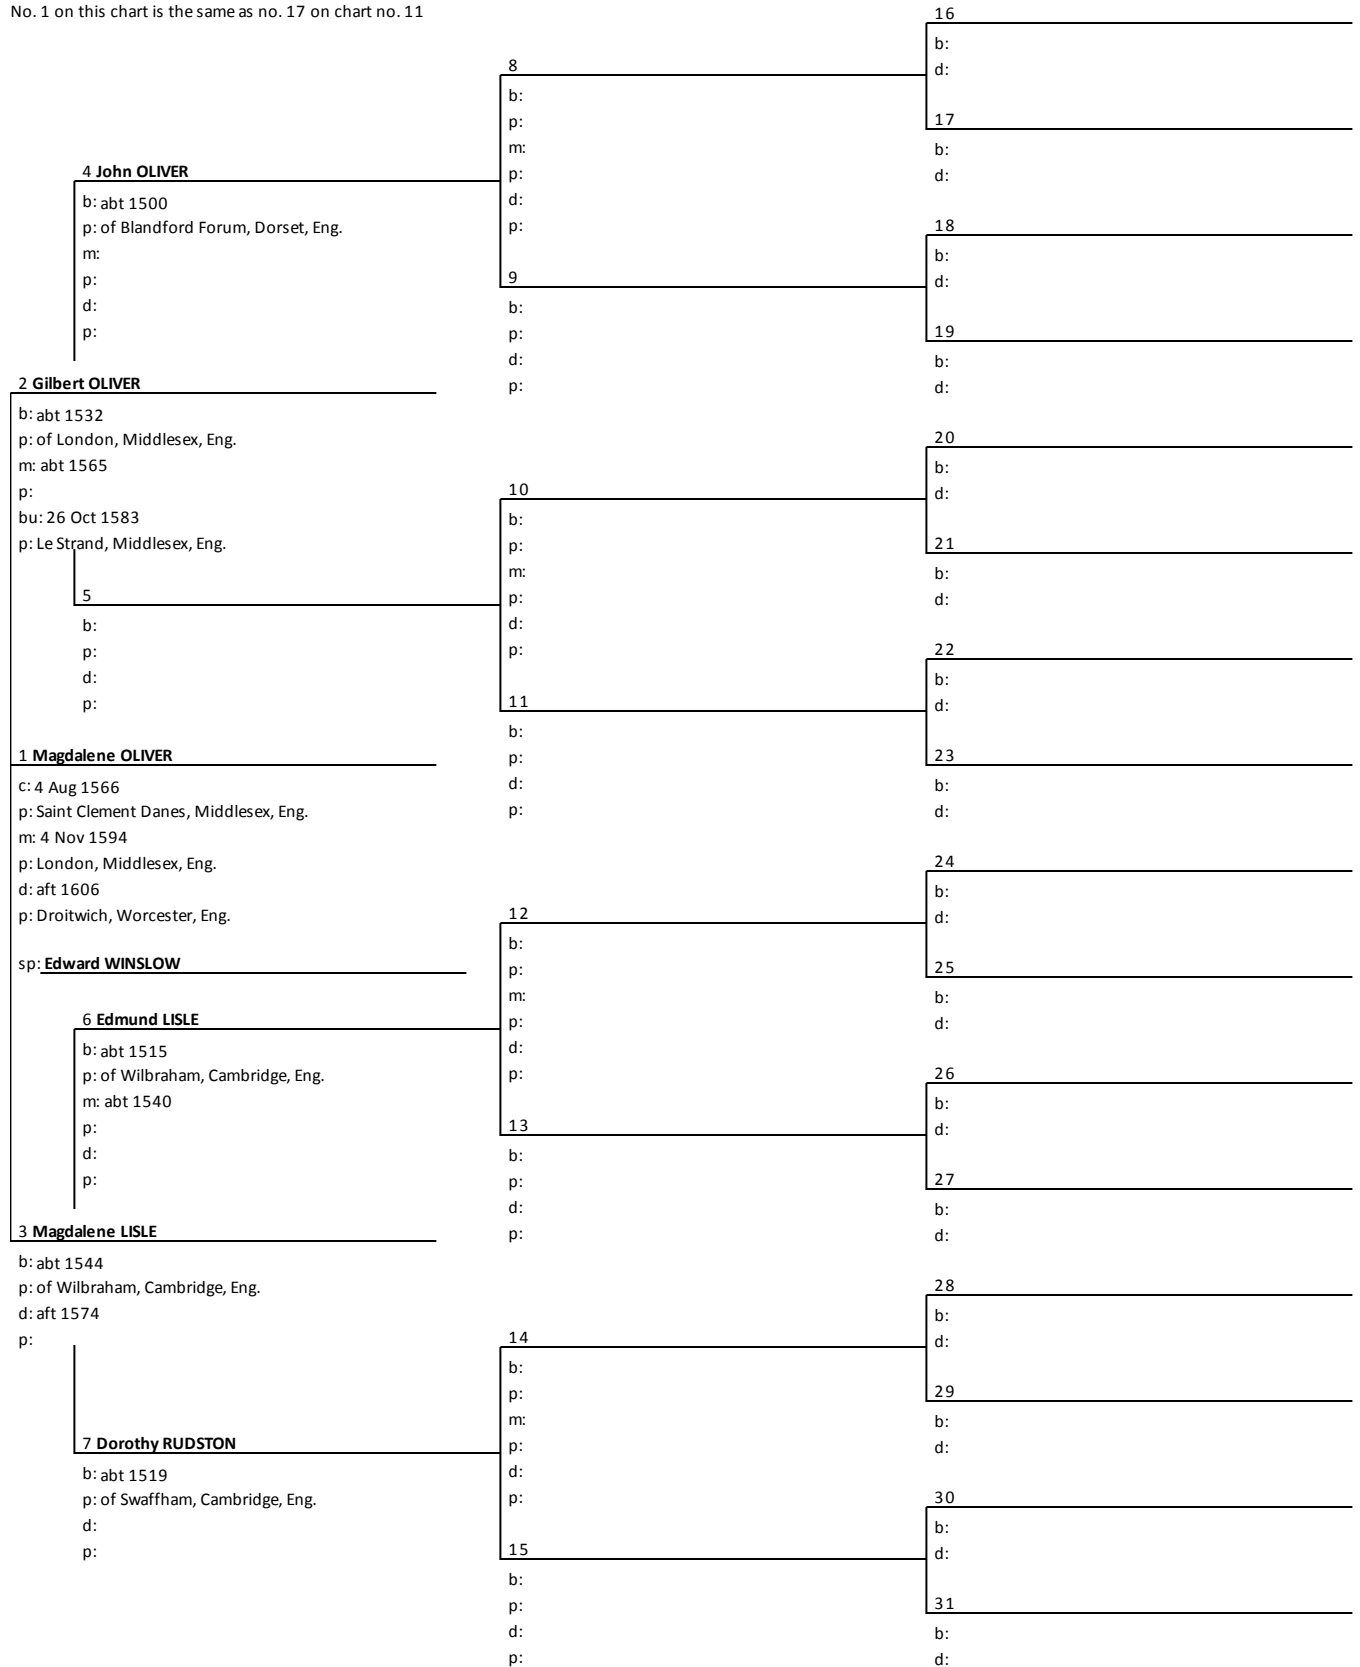 No. 1 on this chart is the same as no. 17 on chart no. 11
16
b:
d:
8
b:
p:
m:
p:
d:
p:
17
b:
d:
4 John OLIVER
b: abt 1500
p: of Blandford Forum, Dorset, Eng.
m:
p:
d:
p:
18
b:
d:
9
b:
p:
d:
p:
19
b:
d:
2 Gilbert OLIVER
b: abt 1532
p: of London, Middlesex, Eng.
m: abt 1565
p:
bu: 26 Oct 1583
p: Le Strand, Middlesex, Eng.
20
b:
d:
10
b:
p:
m:
p:
d:
p:
21
b:
d:
5
b:
p:
d:
p:
22
b:
d:
11
b:
p:
d:
p:
23
b:
d:
1 Magdalene OLIVER
c: 4 Aug 1566
p: Saint Clement Danes, Middlesex, Eng.
m: 4 Nov 1594
p: London, Middlesex, Eng.
d: aft 1606
p: Droitwich, Worcester, Eng.
sp: Edward WINSLOW
24
b:
d:
12
b:
p:
m:
p:
d:
p:
25
b:
d:
6 Edmund LISLE
b: abt 1515
p: of Wilbraham, Cambridge, Eng.
m: abt 1540
p:
d:
p:
26
b:
d:
13
b:
p:
d:
p:
27
b:
d:
3 Magdalene LISLE
b: abt 1544
p: of Wilbraham, Cambridge, Eng.
d: aft 1574
p:
28
b:
d:
14
b:
p:
m:
p:
d:
p:
29
b:
d:
7 Dorothy RUDSTON
b: abt 1519
p: of Swaffham, Cambridge, Eng.
d:
p:
30
b:
d:
15
b:
p:
d:
p:
31
b:
d: